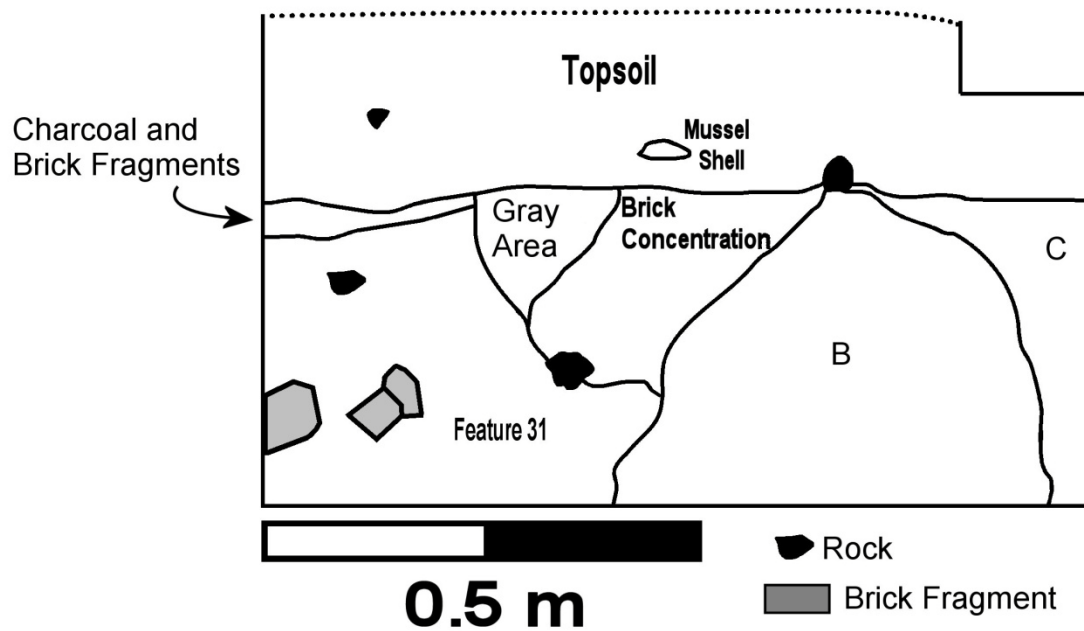 Topsoil
Charcoal and
Brick Fragments
Mussel
Shell
Gray
Area
Brick
Concentration
C
B
Feature 31
0.5 m
Rock
Brick Fragment